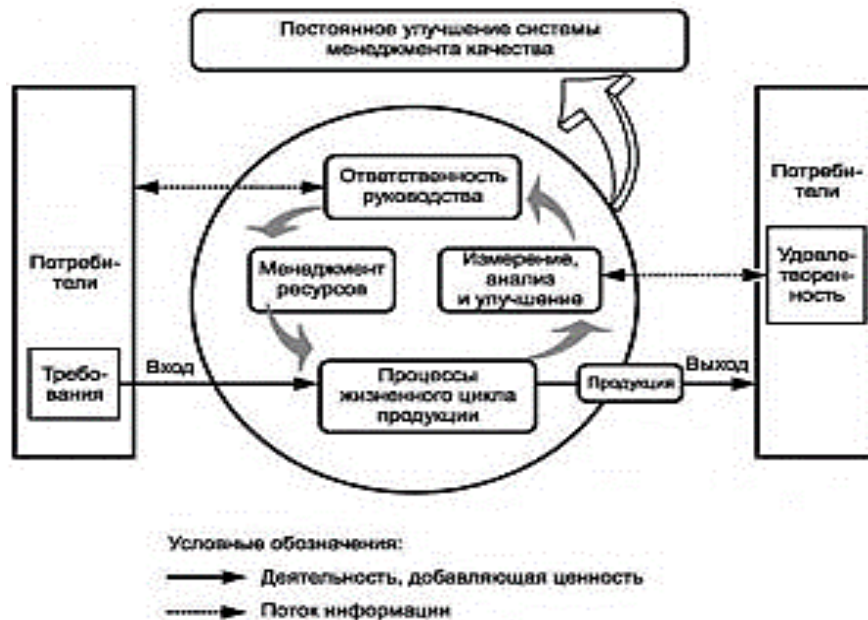 Постоянное улучшение системы
менеджмента качества
Потреби-
тели
Требо-
вания
Вход
Ответственность
руководства
Менеджмент
ресурсов
Измерение,
анализ
и улучшение
Процессы
жизненного цикла
продукции
Продукция
Выход
Потреби-
тели
Удовле-
творен-
ность
Условные обозначения:
Деятельность, добавляющая ценность
Поток информации